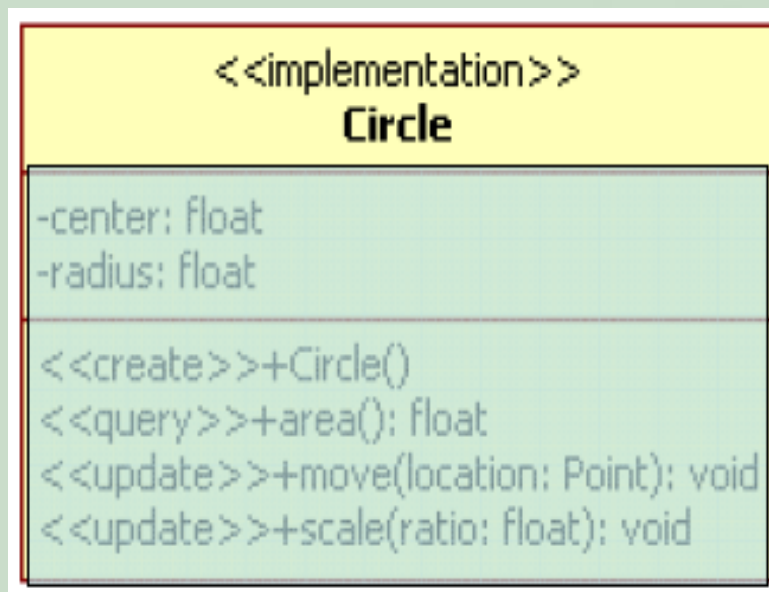 <<implementation>>
Circle
-center: float
-radius: float
<<create>>+Circle()
<<query>>+area(): float
<<update>>+move(location: Point): void
<<update>>+scale(ratio: float): void